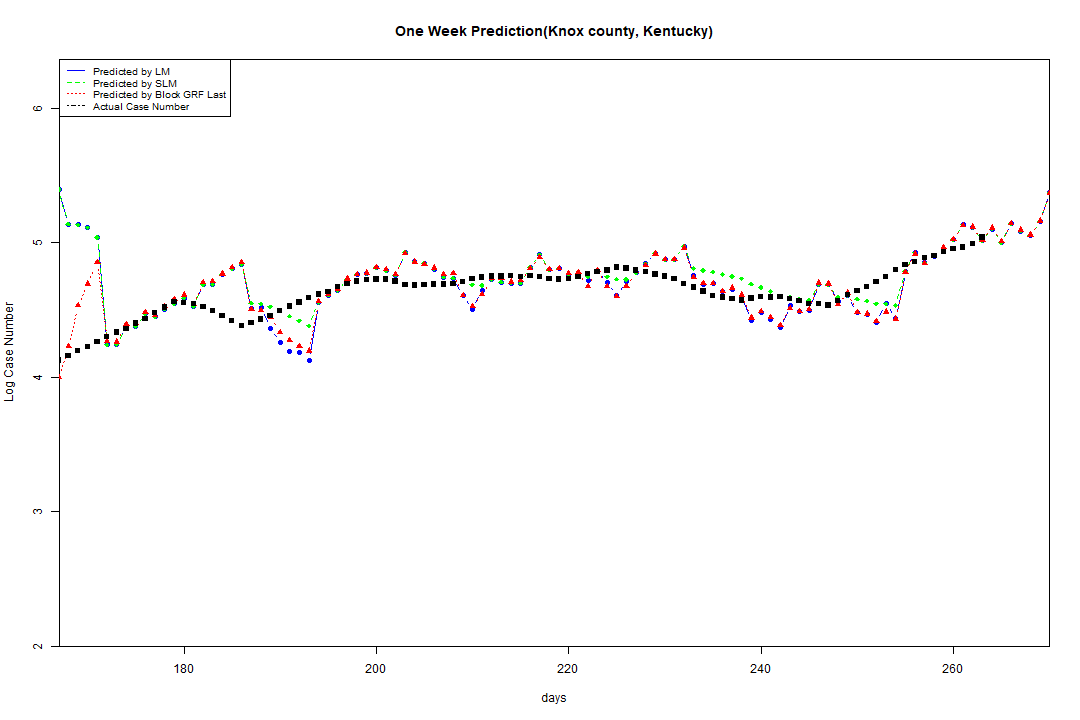 One Week Prediction(Knox county, Kentucky)
Predicted by LM
Predicted by SLM
Predicted by Block GRF Last
Actual Case Number
Log Case Number
6
5
4
3
2
180
200
220
240
260
days